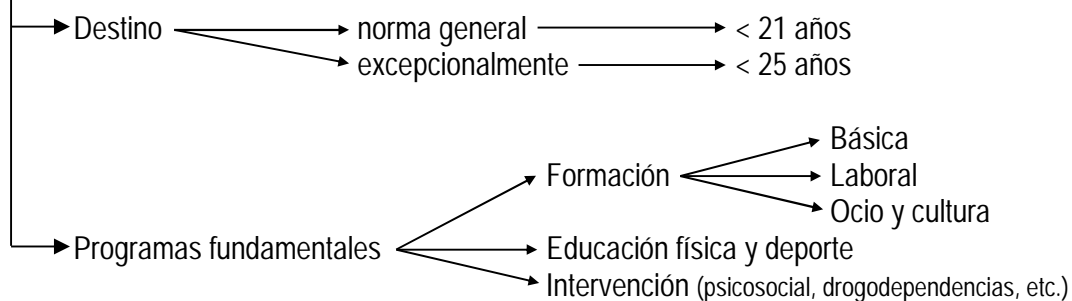 Destino norma general < 21 años
excepcionalmente < 25 años
Básica
Formación Laboral
Ocio y cultura
Programas fundamentales Educación física y deporte
Intervención (psicosocial, drogodependencias, etc.)